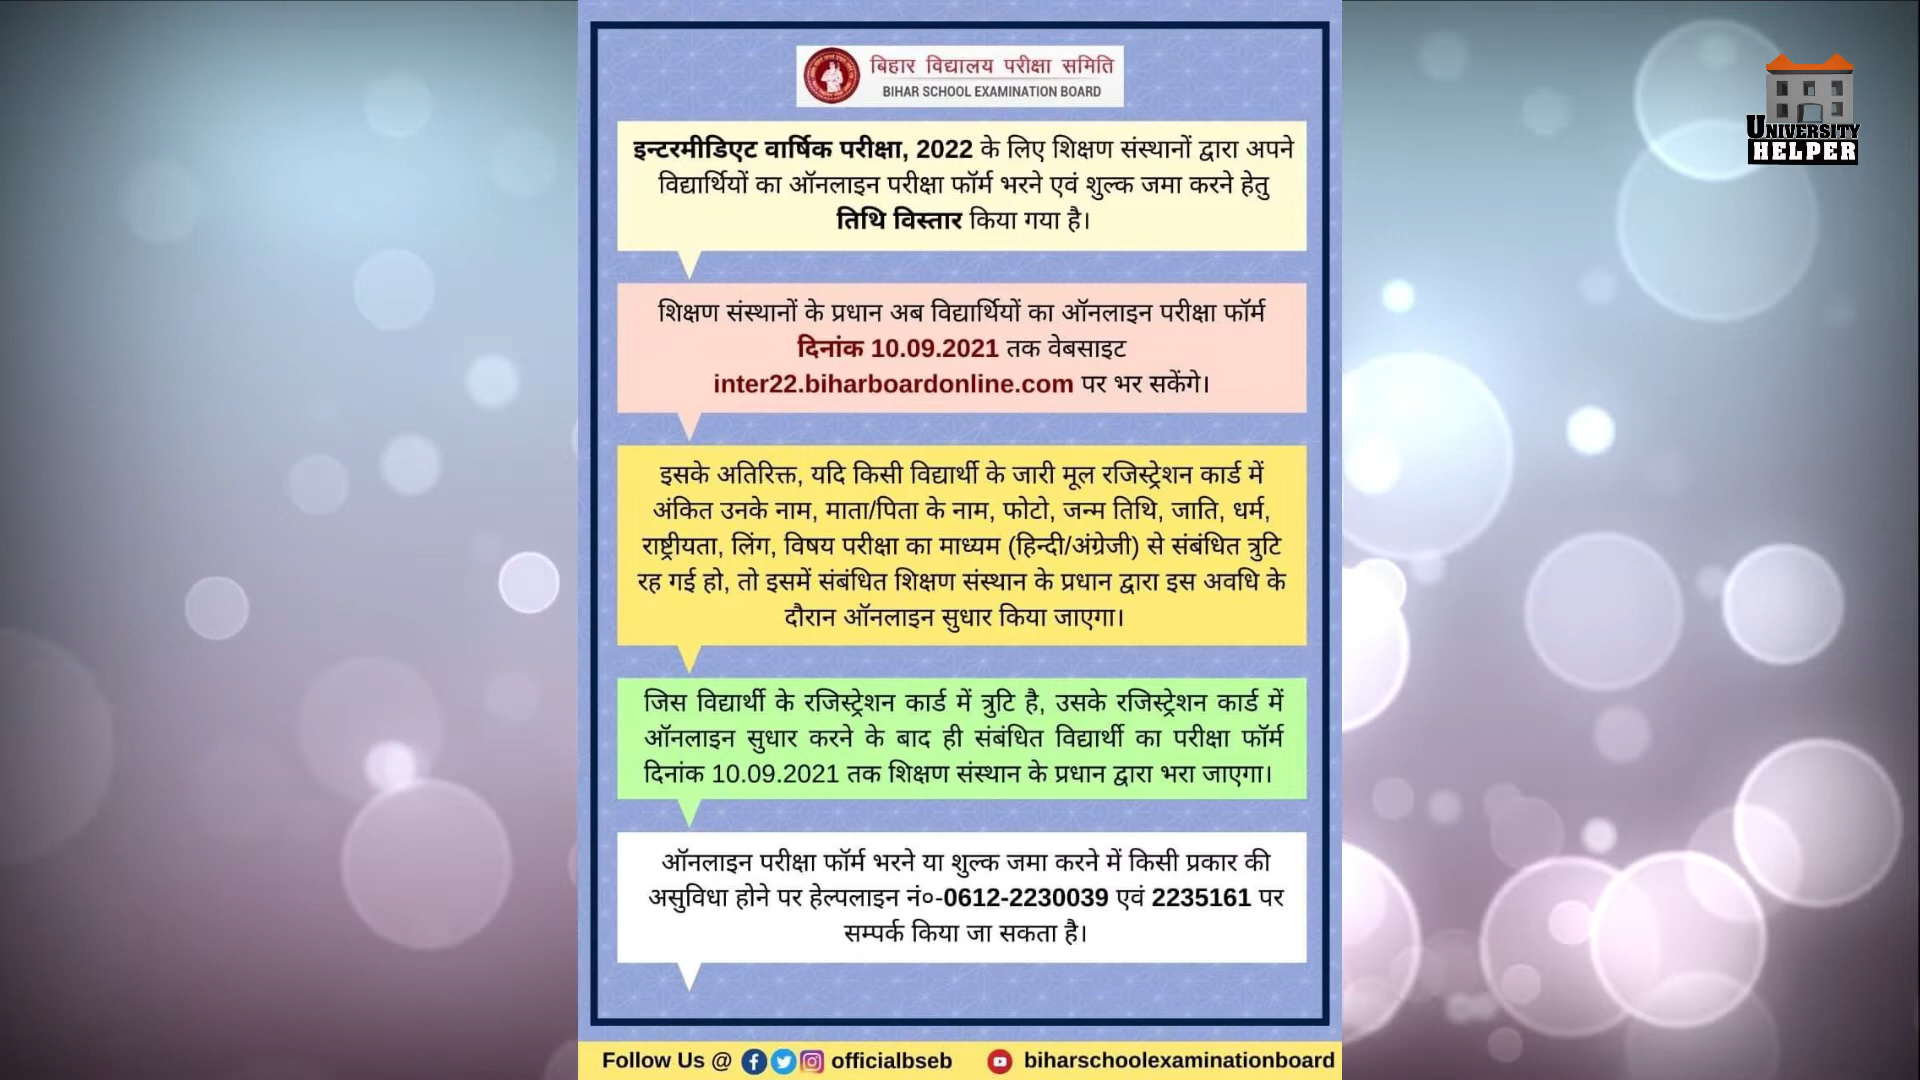 बिहार विद्यालय परीक्षा समिति
BIHAR SCHOOL EXAMINATION BOARD
UNIVERSITY
HELPER
इन्टरमीडिएट वार्षिक परीक्षा, 2022 के लिए शिक्षण संस्थानों द्वारा अपने
विद्यार्थियों का ऑनलाइन परीक्षा फॉर्म भरने एवं शुल्क जमा करने हेतु
तिथि विस्तार किया गया है।
शिक्षण संस्थानों के प्रधान अब विद्यार्थियों का ऑनलाइन परीक्षा फॉर्म
दिनांक 10.09.2021 तक वेबसाइट
inter22.biharboardonline.com पर भर सकेंगे।
इसके अतिरिक्त, यदि किसी विद्यार्थी के जारी मूल रजिस्ट्रेशन कार्ड में
अंकित उनके नाम, माता/पिता के नाम, फोटो, जन्म तिथि, जाति, धर्म,
राष्ट्रीयता, लिंग, विषय परीक्षा का माध्यम (हिन्दी/अंग्रेजी) से संबंधित त्रुटि
रह गई हो, तो इसमें संबंधित शिक्षण संस्थान के प्रधान द्वारा इस अवधि के
दौरान ऑनलाइन सुधार किया जाएगा।
जिस विद्यार्थी के रजिस्ट्रेशन कार्ड में त्रुटि है, उसके रजिस्ट्रेशन कार्ड में
ऑनलाइन सुधार करने के बाद ही संबंधित विद्यार्थी का परीक्षा फॉर्म
दिनांक 10.09.2021 तक शिक्षण संस्थान के प्रधान द्वारा भरा जाएगा।
ऑनलाइन परीक्षा फॉर्म भरने या शुल्क जमा करने में किसी प्रकार की
असुविधा होने पर हेल्पलाइन नं०-0612-2230039 एवं 2235161 पर
सम्पर्क किया जा सकता है।
Follow Us @ officialbseb biharschoolexaminationboard